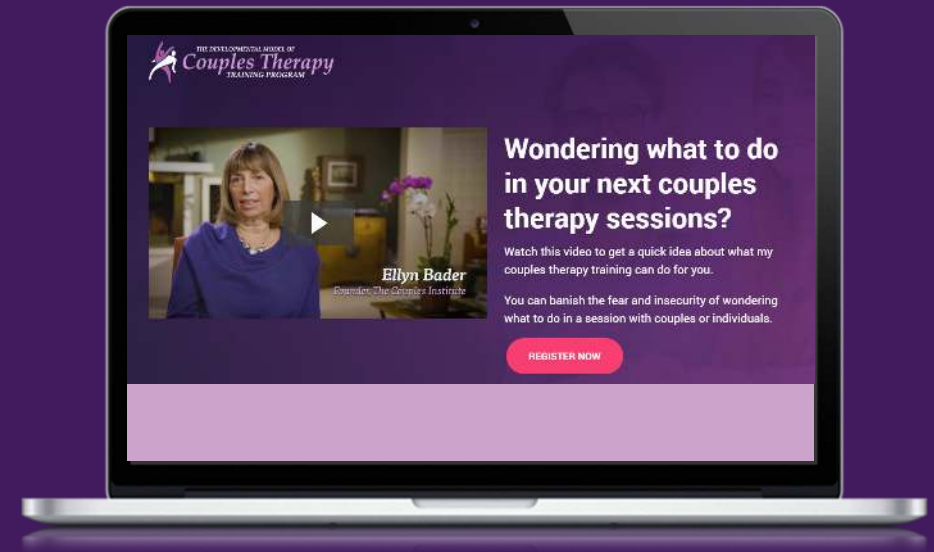 THE DEVELOPMENTAL MODEL OF
Couples Therapy
TRAINING PROGRAM
Ellyn Bader
Founder, The Couples Institute
Wondering what to do
in your next couples
therapy sessions?
Watch this video to get a quick idea about what my
couples therapy training can do for you.
You can banish the fear and insecurity of wondering
what to do in a session with couples or individuals.
REGISTER NOW